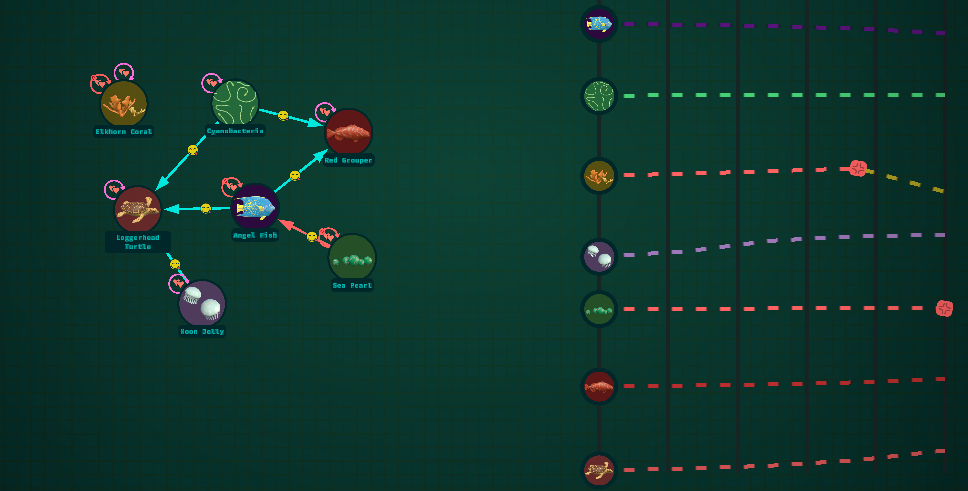 Elkhorn Coral
Cyanobacteria
Red Grouper
Loggerhead
Turtle
Angel Fish
Sea Pearl
Moon Jelly